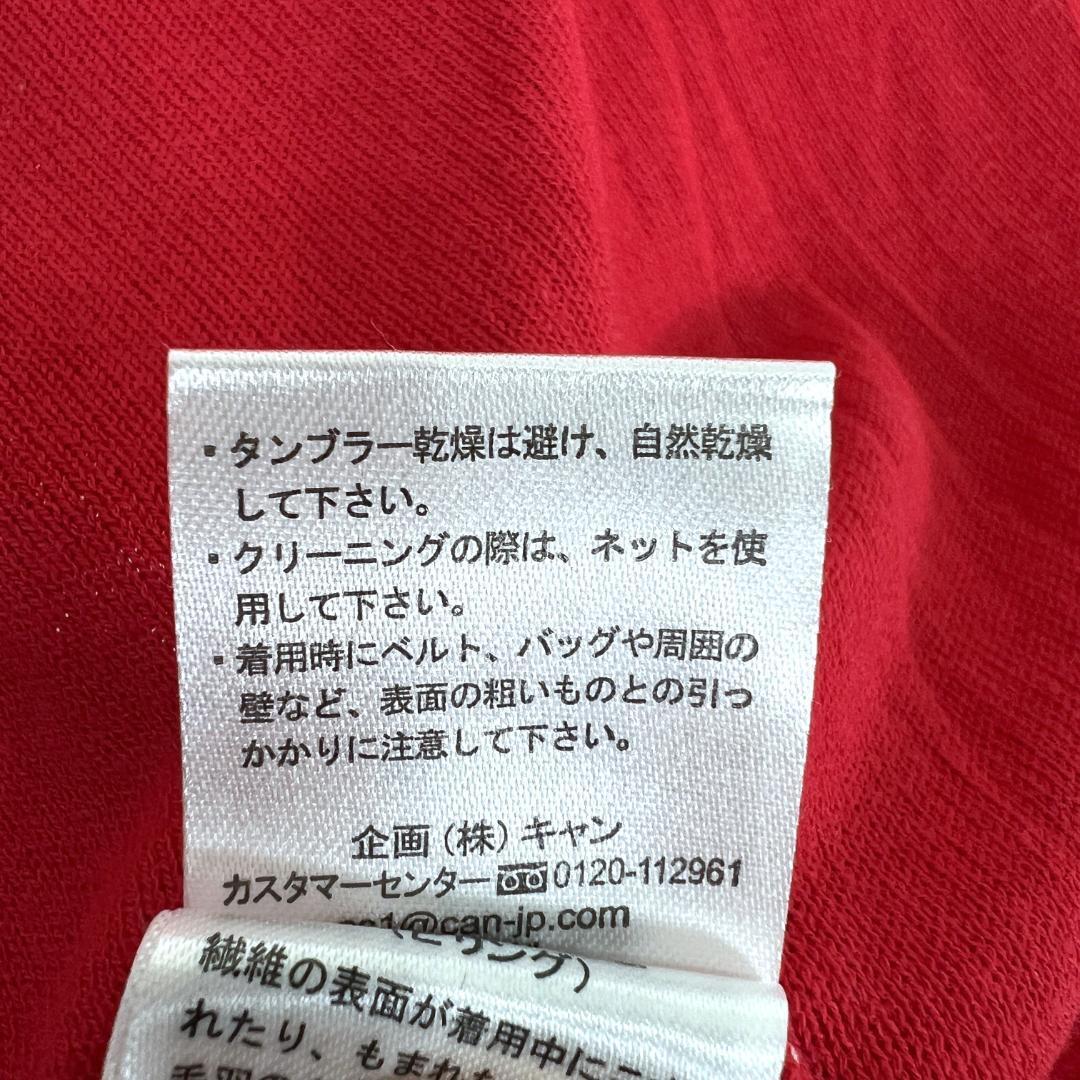 ・タンブラー乾燥は避け、自然乾燥
して下さい。
・クリーニングの際は、ネットを使
用して下さい。
・着用時にベルト、バッグや周囲の
壁など、表面の粗いものとの引っ
かかりに注意して下さい。
企画（株）キャン
カスタマーセンター 0120-112961
@can-jp.com
リング）
繊維の表面が着用中にこ
れたり、もまれ